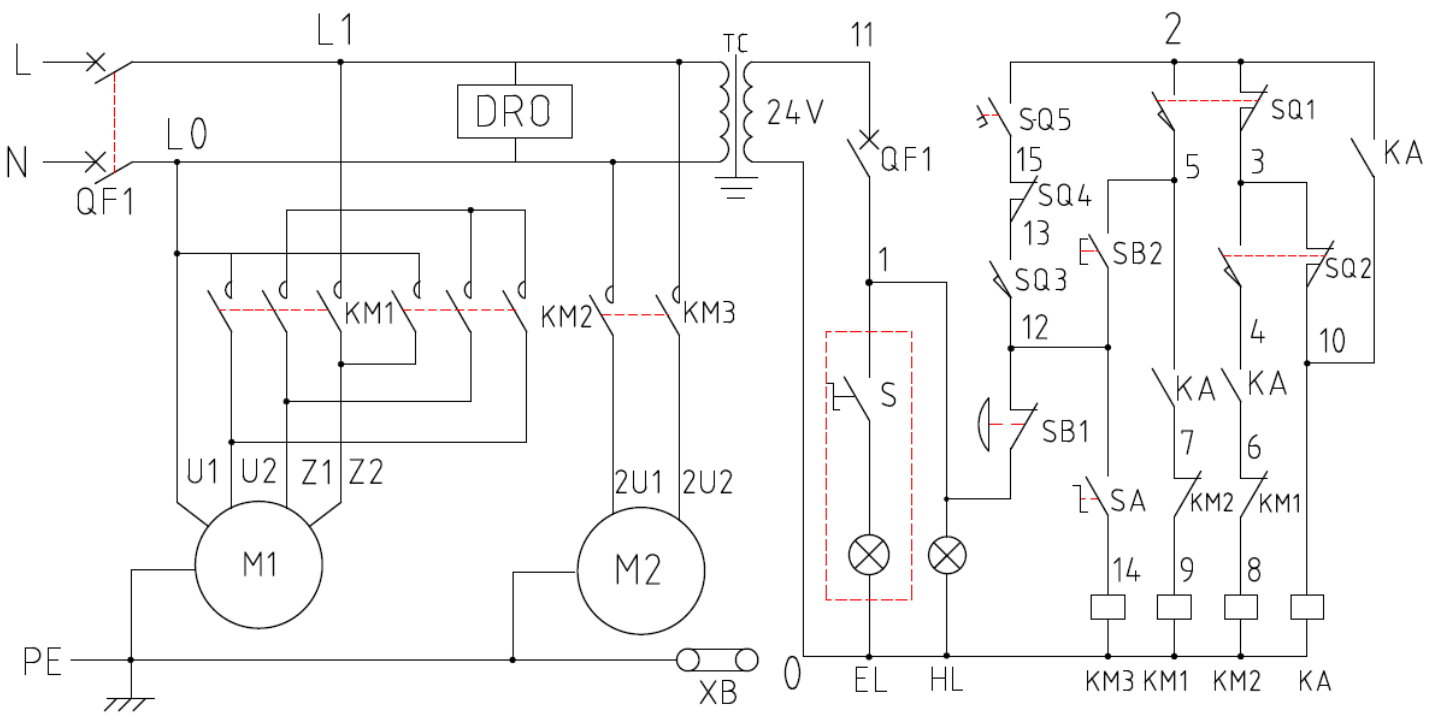 L1
TC
11
2
L
24V
DRO
SQ5
SQ1
L0
N
QF1
QF1
15
5
3
KA
SQ4
13
SB2
1
SQ3
SQ2
KM1
KM2
KM3
12
4
10
S
KA
KA
SB1
7
6
U1
U2
Z1
Z2
2U1
2U2
SA
KM2
KM1
M1
M2
14
9
8
PE
XB
0
EL
HL
KM3
KM1
KM2
KA